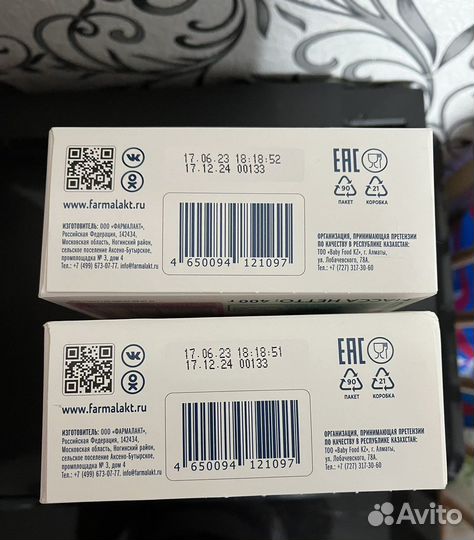 17.06.23 18:18:52
17.12.24 00133
EAC
90
ПАКЕТ
21
КОРОБКА
www.farmalakt.ru
ИЗГОТОВИТЕЛЬ: ООО «ФАРМАЛАКТ»,
Российская Федерация, 142434,
Московская область, Ногинский район,
сельское поселение Аксено-Бутырское,
промплощадка № 3, дом 4
Тел.: +7 (499) 673-07-77. info@farmalakt.ru
4 650094 121097
ОРГАНИЗАЦИЯ, ПРИНИМАЮЩАЯ ПРЕТЕНЗИИ
ПО КАЧЕСТВУ В РЕСПУБЛИКЕ КАЗАХСТАН:
ТОО «Baby Food KZ», г. Алматы,
ул. Лобачевского, 78А.
Тел.: +7 (727) 317-30-60
МАССА НЕТТО: 400 г
17.06.23 18:18:51
17.12.24 00133
EAC
90
ПАКЕТ
21
КОРОБКА
www.farmalakt.ru
ИЗГОТОВИТЕЛЬ: ООО «ФАРМАЛАКТ»,
Российская Федерация, 142434,
Московская область, Ногинский район,
сельское поселение Аксено-Бутырское,
промплощадка № 3, дом 4
Тел.: +7 (499) 673-07-77. info@farmalakt.ru
4 650094 121097
ОРГАНИЗАЦИЯ, ПРИНИМАЮЩАЯ ПРЕТЕНЗИИ
ПО КАЧЕСТВУ В РЕСПУБЛИКЕ КАЗАХСТАН:
ТОО «Baby Food KZ», г. Алматы,
ул. Лобачевского, 78А.
Тел.: +7 (727) 317-30-60
Avito